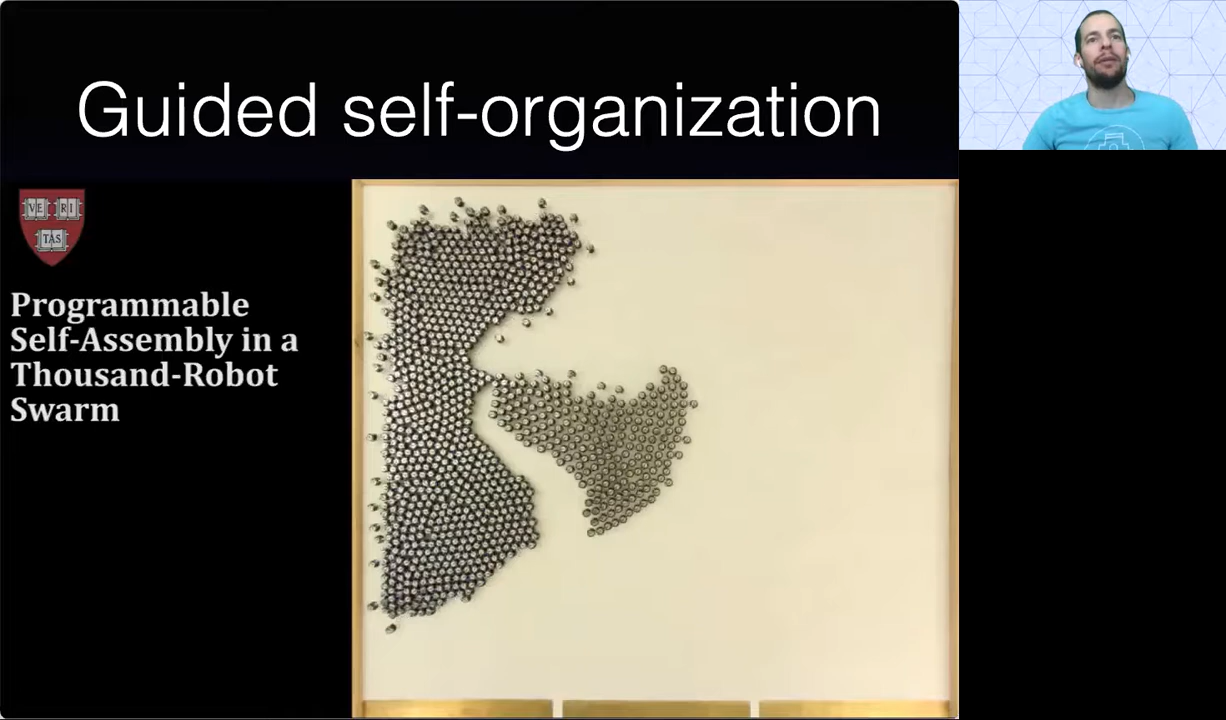 Guided self-organization
VE RI
TAS
Programmable
Self-Assembly in a
Thousand-Robot
Swarm